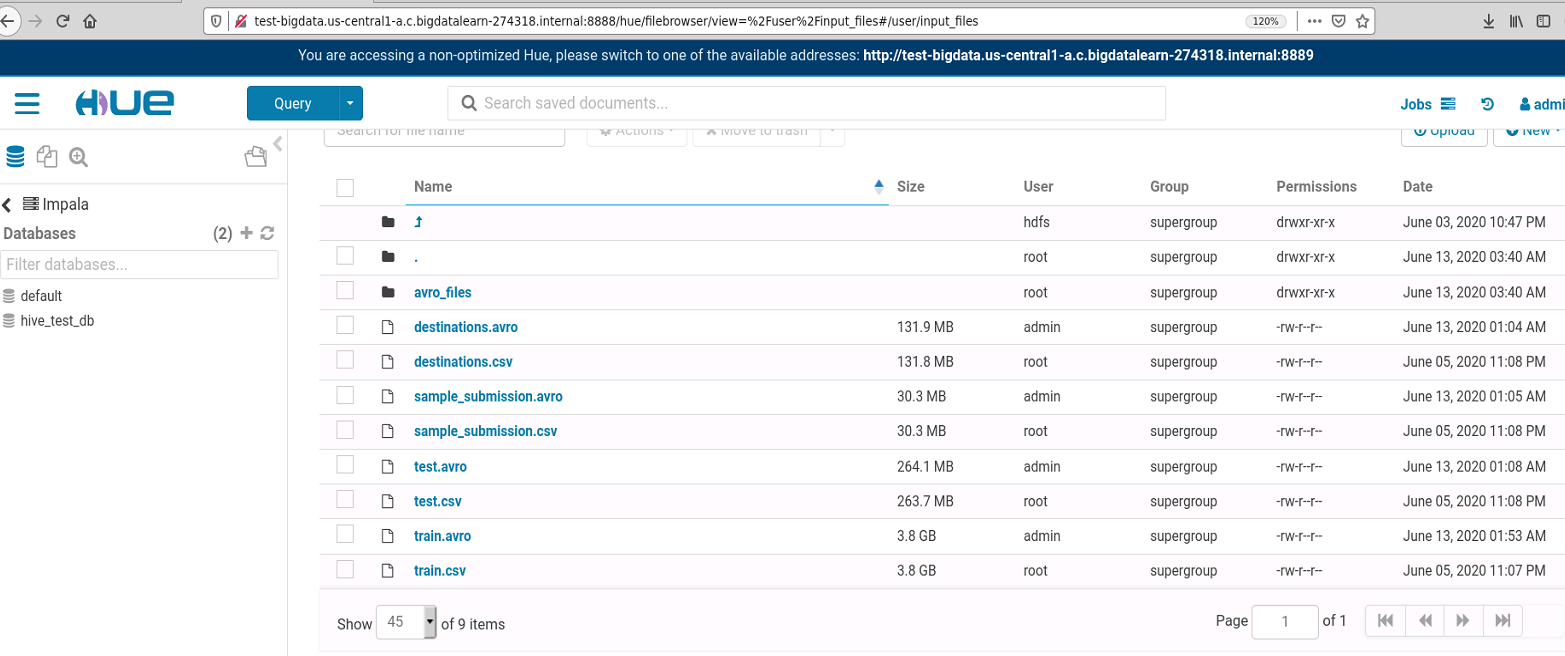 test-bigdata.us-central1-a.c.bigdatalearn-274318.internal:8888/hue/filebrowser/view=%2Fuser%2Finput_files#/user/input_files 120%
You are accessing a non-optimized Hue, please switch to one of the available addresses: http://test-bigdata.us-central1-a.c.bigdatalearn-274318.internal:8889
HUE Query Search saved documents... Jobs admi
Search for file name Actions Move to trash Upload New
Name Size User Group Permissions Date
Impala
Databases (2)
Filter databases...
default
hive_test_db
hdfs supergroup drwxr-xr-x June 03, 2020 10:47 PM
. root supergroup drwxr-xr-x June 13, 2020 03:40 AM
avro_files root supergroup drwxr-xr-x June 13, 2020 03:40 AM
destinations.avro 131.9 MB admin supergroup -rw-r--r-- June 13, 2020 01:04 AM
destinations.csv 131.8 MB root supergroup -rw-r--r-- June 05, 2020 11:08 PM
sample_submission.avro 30.3 MB admin supergroup -rw-r--r-- June 13, 2020 01:05 AM
sample_submission.csv 30.3 MB root supergroup -rw-r--r-- June 05, 2020 11:08 PM
test.avro 264.1 MB admin supergroup -rw-r--r-- June 13, 2020 01:08 AM
test.csv 263.7 MB root supergroup -rw-r--r-- June 05, 2020 11:08 PM
train.avro 3.8 GB admin supergroup -rw-r--r-- June 13, 2020 01:53 AM
train.csv 3.8 GB root supergroup -rw-r--r-- June 05, 2020 11:07 PM
Show 45 of 9 items Page 1 of 1